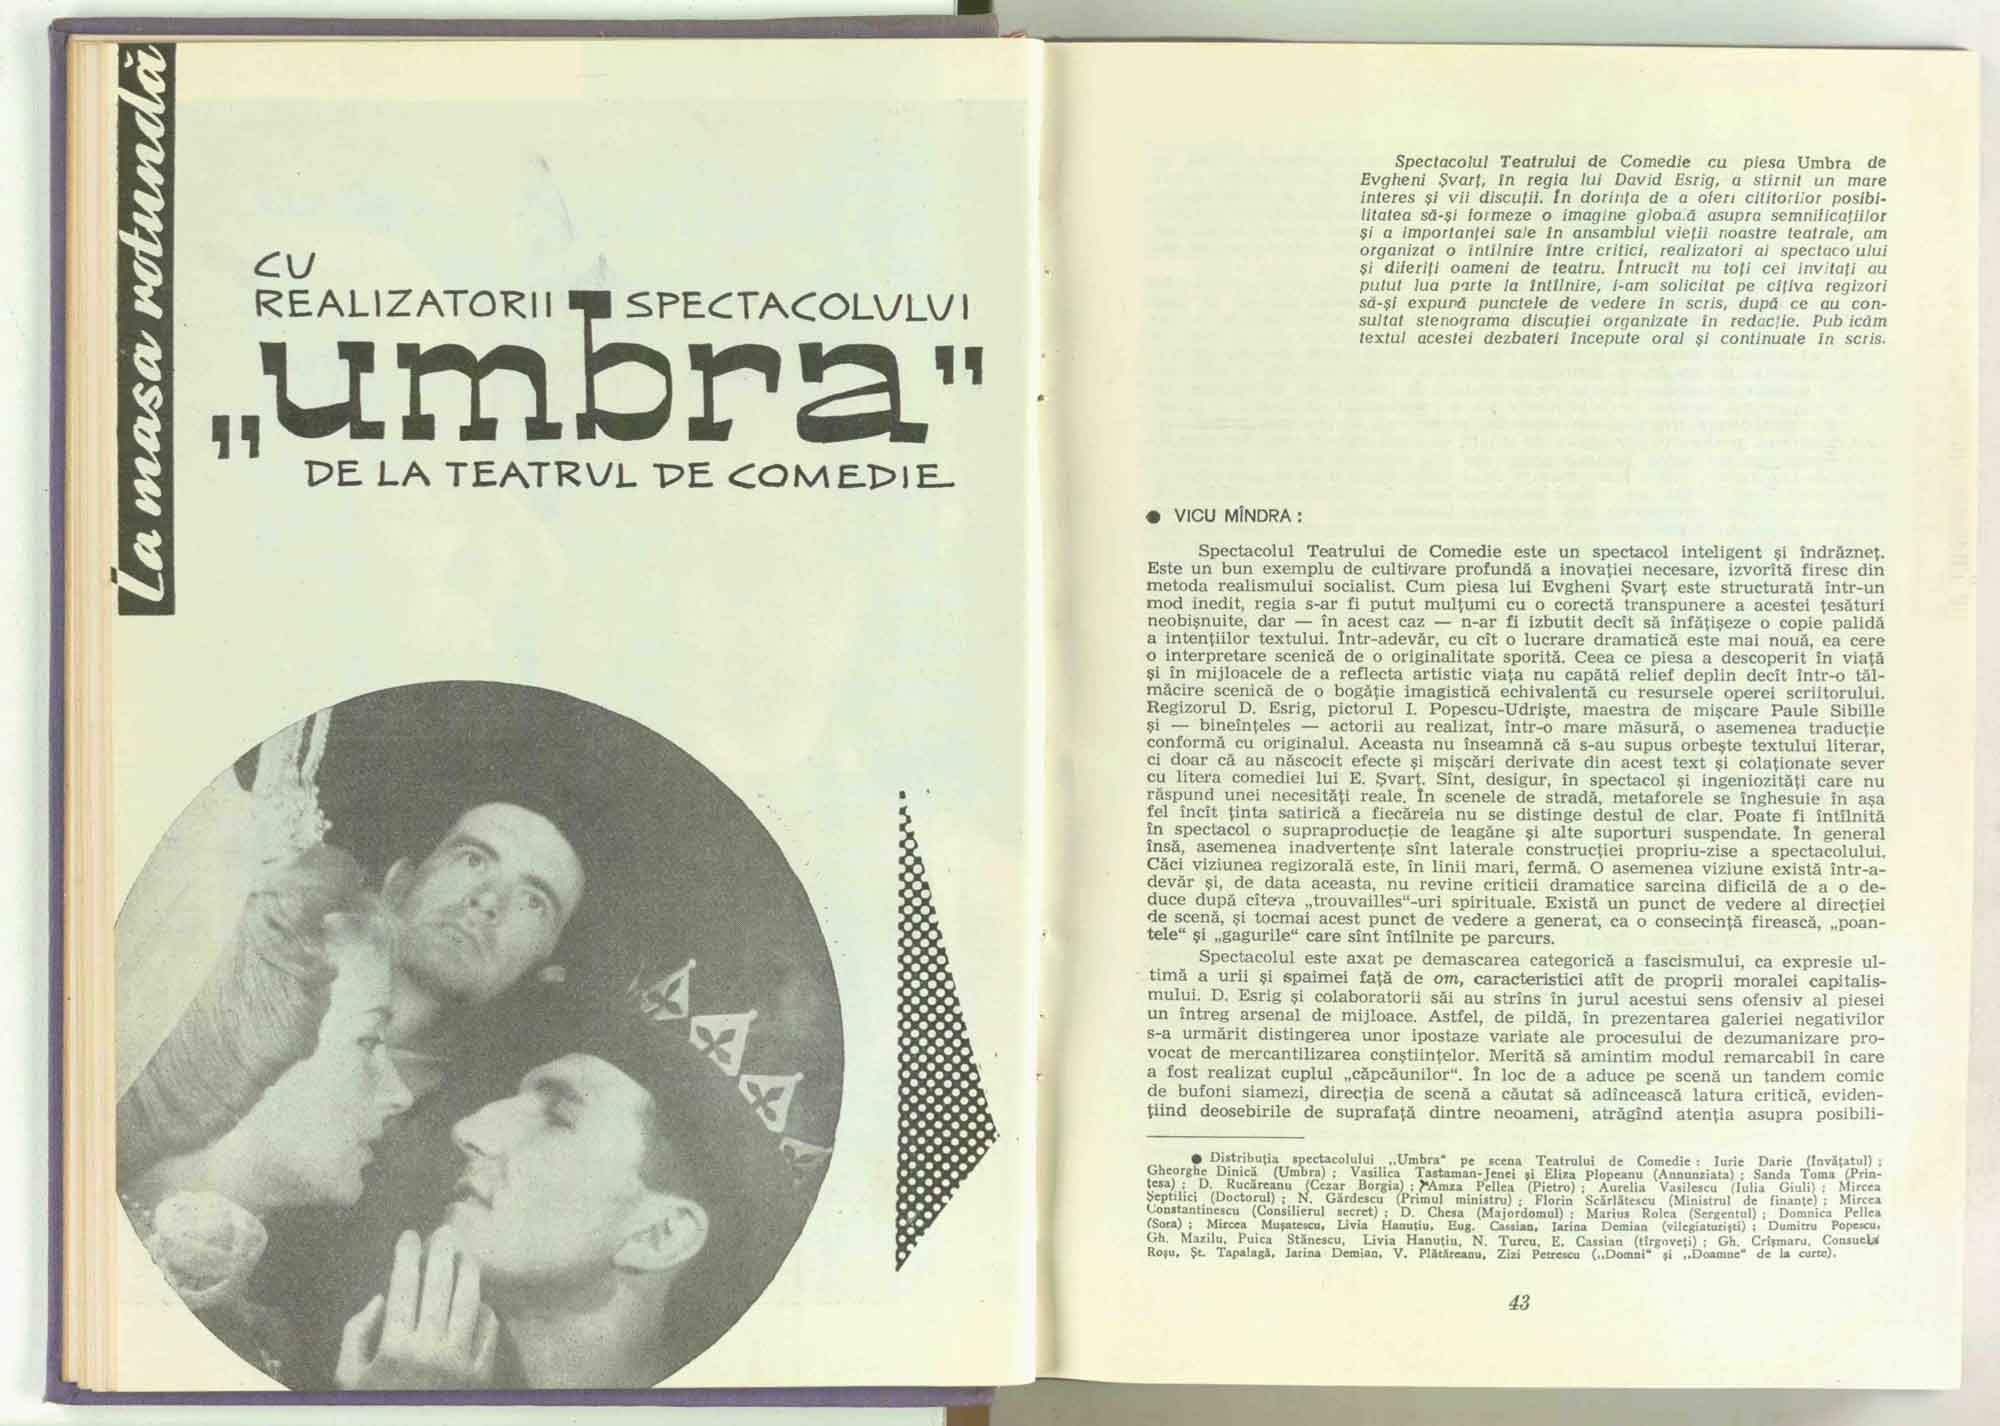 La masa rotundă
CU
REALIZATORII SPECTACOLULUI
„umbra"
DE LA TEATRUL DE COMEDIE
Spectacolul Teatrului de Comedie cu piesa Umbra de
Evgheni Șvarț, în regia lui David Esrig, a stîrnit un mare
interes și vii discuții. În dorința de a oferi cititorilor posibi-
litatea să-și formeze o imagine globală asupra semnificațiilor
și a importanței sale în ansamblul vieții noastre teatrale, am
organizat o întîlnire între critici, realizatori ai spectaco ului
și diferiți oameni de teatru. Întrucît nu toți cei invitați au
putut lua parte la întîlnire, i-am solicitat pe cîțiva regizori
să-și expună punctele de vedere în scris, după ce au con-
sultat stenograma discuției organizate în redacție. Pub icăm
textul acestei dezbateri începute oral și continuate în scris.
● VICU MÎNDRA :
Spectacolul Teatrului de Comedie este un spectacol inteligent și îndrăzneț.
Este un bun exemplu de cultivare profundă a inovației necesare, izvorîtă firesc din
metoda realismului socialist. Cum piesa lui Evgheni Șvarț este structurată într-un
mod inedit, regia s-ar fi putut mulțumi cu o corectă transpunere a acestei țesături
neobișnuite, dar — în acest caz — n-ar fi izbutit decît să înfățișeze o copie palidă
a intențiilor textului. Într-adevăr, cu cît o lucrare dramatică este mai nouă, ea cere
o interpretare scenică de o originalitate sporită. Ceea ce piesa a descoperit în viață
și în mijloacele de a reflecta artistic viața nu capătă relief deplin decît într-o tăl-
măcire scenică de o bogăție imagistică echivalentă cu resursele operei scriitorului.
Regizorul D. Esrig, pictorul I. Popescu-Udriște, maestra de mișcare Paule Sibille
și — bineînțeles — actorii au realizat, într-o mare măsură, o asemenea traducție
conformă cu originalul. Aceasta nu înseamnă că s-au supus orbește textului literar,
ci doar că au născocit efecte și mișcări derivate din acest text și colaționate sever
cu litera comediei lui E. Șvarț. Sînt, desigur, în spectacol și ingeniozități care nu
răspund unei necesități reale. În scenele de stradă, metaforele se înghesuie în așa
fel încît ținta satirică a fiecăreia nu se distinge destul de clar. Poate fi întîlnită
în spectacol o supraproducție de leagăne și alte suporturi suspendate. În general
însă, asemenea inadvertențe sînt laterale construcției propriu-zise a spectacolului.
Căci viziunea regizorală este, în linii mari, fermă. O asemenea viziune există într-a-
devăr și, de data aceasta, nu revine criticii dramatice sarcina dificilă de a o de-
duce după cîteva „trouvailles“-uri spirituale. Există un punct de vedere al direcției
de scenă, și tocmai acest punct de vedere a generat, ca o consecință firească, „poan-
tele“ și „gagurile“ care sînt întîlnite pe parcurs.
Spectacolul este axat pe demascarea categorică a fascismului, ca expresie ul-
timă a urii și spaimei față de om, caracteristici atît de proprii moralei capitalis-
mului. D. Esrig și colaboratorii săi au strîns în jurul acestui sens ofensiv al piesei
un întreg arsenal de mijloace. Astfel, de pildă, în prezentarea galeriei negativilor
s-a urmărit distingerea unor ipostaze variate ale procesului de dezumanizare pro-
vocat de mercantilizarea conștiințelor. Merită să amintim modul remarcabil în care
a fost realizat cuplul „căpcăunilor“. În loc de a aduce pe scenă un tandem comic
de bufoni siamezi, direcția de scenă a căutat să adîncească latura critică, eviden-
țiind deosebirile de suprafață dintre neoameni, atrăgînd atenția asupra posibili-
● Distribuția spectacolului „Umbra“ pe scena Teatrului de Comedie : Iurie Darie (Învățatul) ;
Gheorghe Dinică (Umbra) ; Vasilica Tastaman-Jenei și Eliza Plopeanu (Annunziata) ; Sanda Toma (Prin-
țesa) ; D. Rucăreanu (Cezar Borgia) ; Amza Pellea (Pietro) ; Aurelia Vasilescu (Iulia Giuli) ; Mircea
Șeptilici (Doctorul) ; N. Gărdescu (Primul ministru) ; Florin Scărlătescu (Ministrul de finanțe) ; Mircea
Constantinescu (Consilierul secret) ; D. Chesa (Majordomul) ; Marius Rolea (Sergentul) ; Domnica Pellea
(Sora) ; Mircea Mușatescu, Livia Hanuțiu, Eug. Cassian, Iarina Demian (vilegiaturiști) ; Dumitru Popescu,
Gh. Mazilu, Puica Stănescu, Livia Hanuțiu, N. Turcu, E. Cassian (tîrgoveți) ; Gh. Crîșmaru, Consuela
Roșu, Șt. Tapalagă, Iarina Demian, V. Plătăreanu, Zizi Petrescu („Domni“ și „Doamne“ de la curte).
43